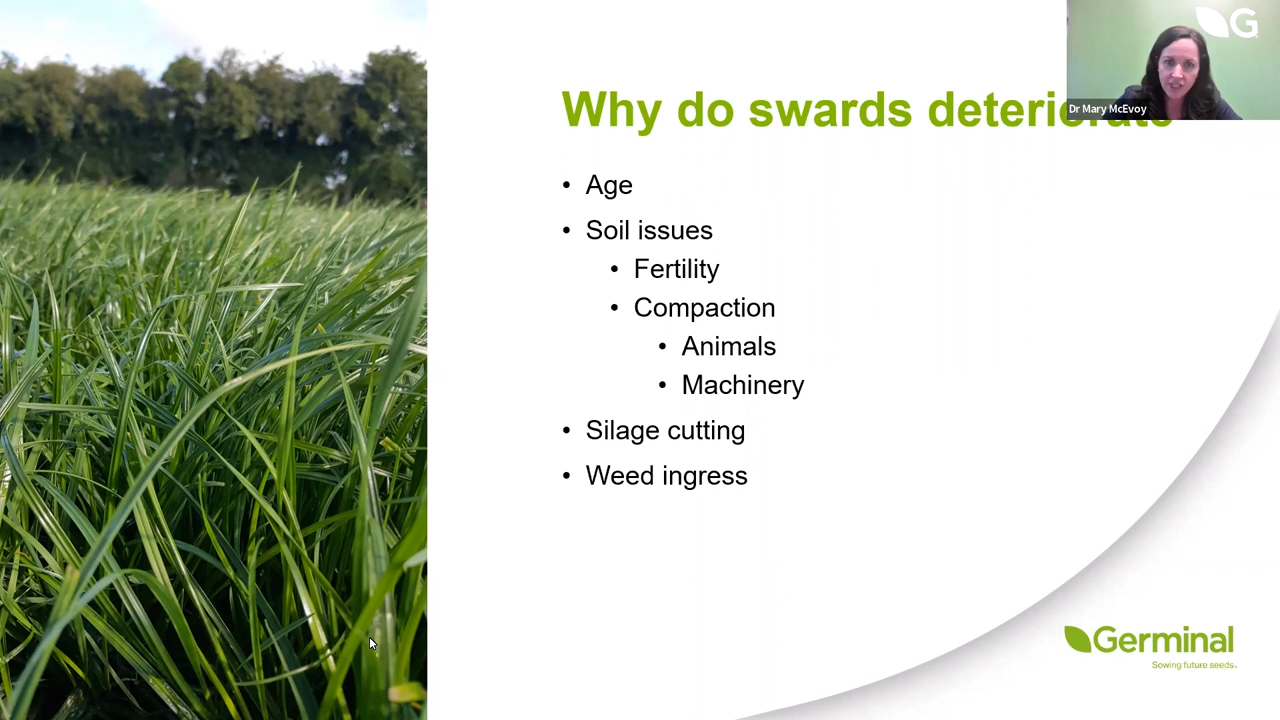 G
Dr Mary McEvoy
Why do swards deteriorate
• Age
• Soil issues
• Fertility
• Compaction
• Animals
• Machinery
• Silage cutting
• Weed ingress
Germinal
Sowing future seeds.